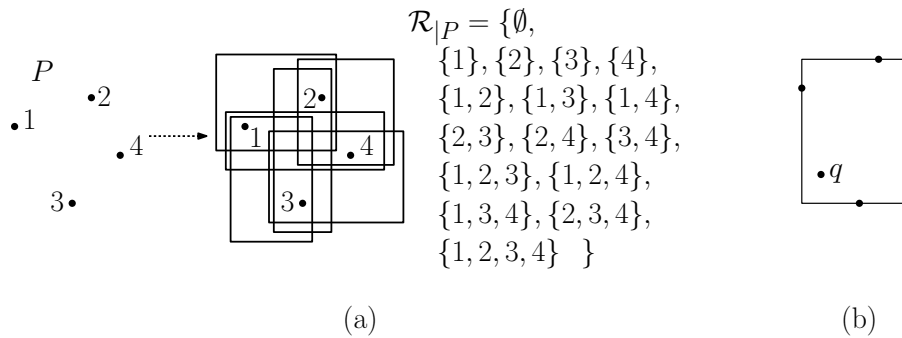 P
1
2
3
4
1
2
3
4
ℛ|P = {∅,
{1}, {2}, {3}, {4},
{1, 2}, {1, 3}, {1, 4},
{2, 3}, {2, 4}, {3, 4},
{1, 2, 3}, {1, 2, 4},
{1, 3, 4}, {2, 3, 4},
{1, 2, 3, 4} }
q
(a)
(b)